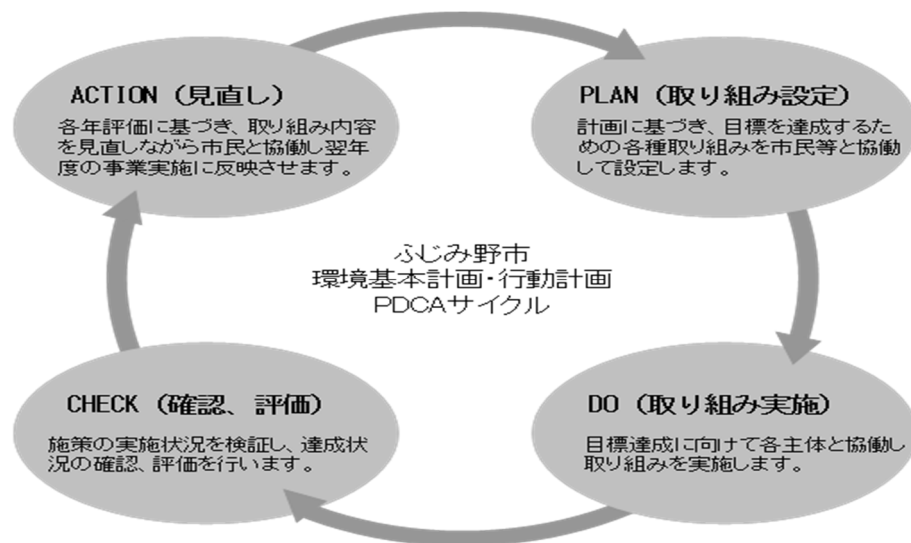 ACTION (見直し)
各年評価に基づき、取り組み内容
を見直しながら市民と協働し翌年
度の事業実施に反映させます。
PLAN (取り組み設定)
計画に基づき、目標を達成するた
めの各種取り組みを市民等と協働
して設定します。
ふじみ野市
環境基本計画・行動計画
PDCAサイクル
CHECK (確認、評価)
施策の実施状況を検証し、達成状
況の確認、評価を行います。
DO (取り組み実施)
目標達成に向けて各主体と協働し
取り組みを実施します。